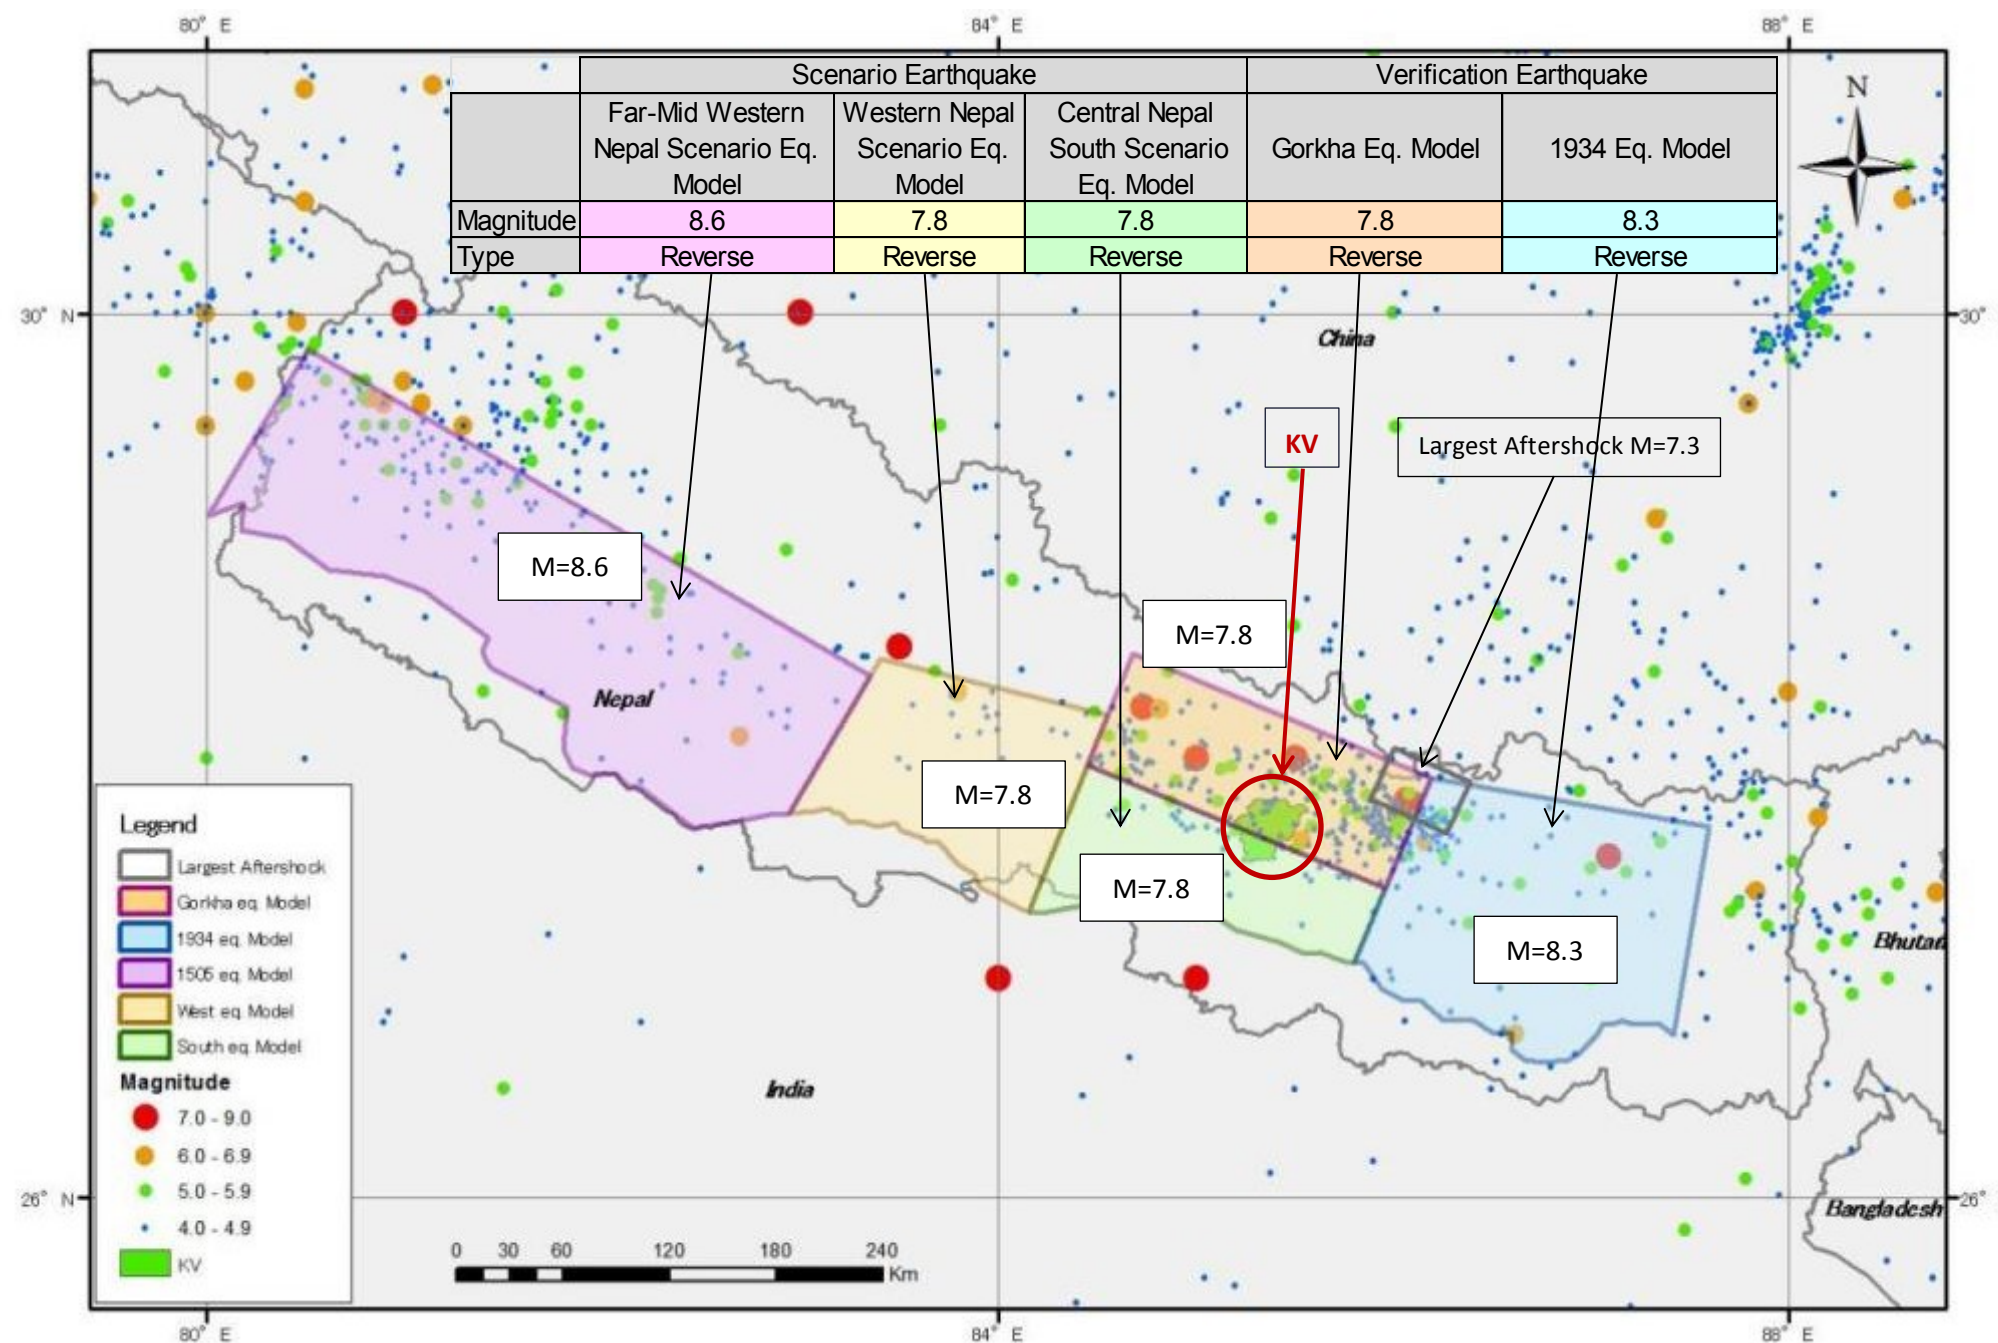 80° E 84° E 88° E
Scenario Earthquake Verification Earthquake
Far-Mid Western Nepal Scenario Eq. Model
Western Nepal Scenario Eq. Model
Central Nepal South Scenario Eq. Model
Gorkha Eq. Model
1934 Eq. Model
Magnitude 8.6 7.8 7.8 7.8 8.3
Type Reverse Reverse Reverse Reverse Reverse
N
30° N
30°
China
KV
Largest Aftershock M=7.3
M=8.6
M=7.8
Nepal
M=7.8
M=7.8
M=8.3
Bhutan
India
Bangladesh
Legend
Largest Aftershock
Gorkha eq. Model
1934 eq. Model
1505 eq. Model
West eq. Model
South eq. Model
Magnitude
7.0 - 9.0
6.0 - 6.9
5.0 - 5.9
4.0 - 4.9
KV
26° N
26°
0 30 60 120 180 240
Km
80° E 84° E 88° E